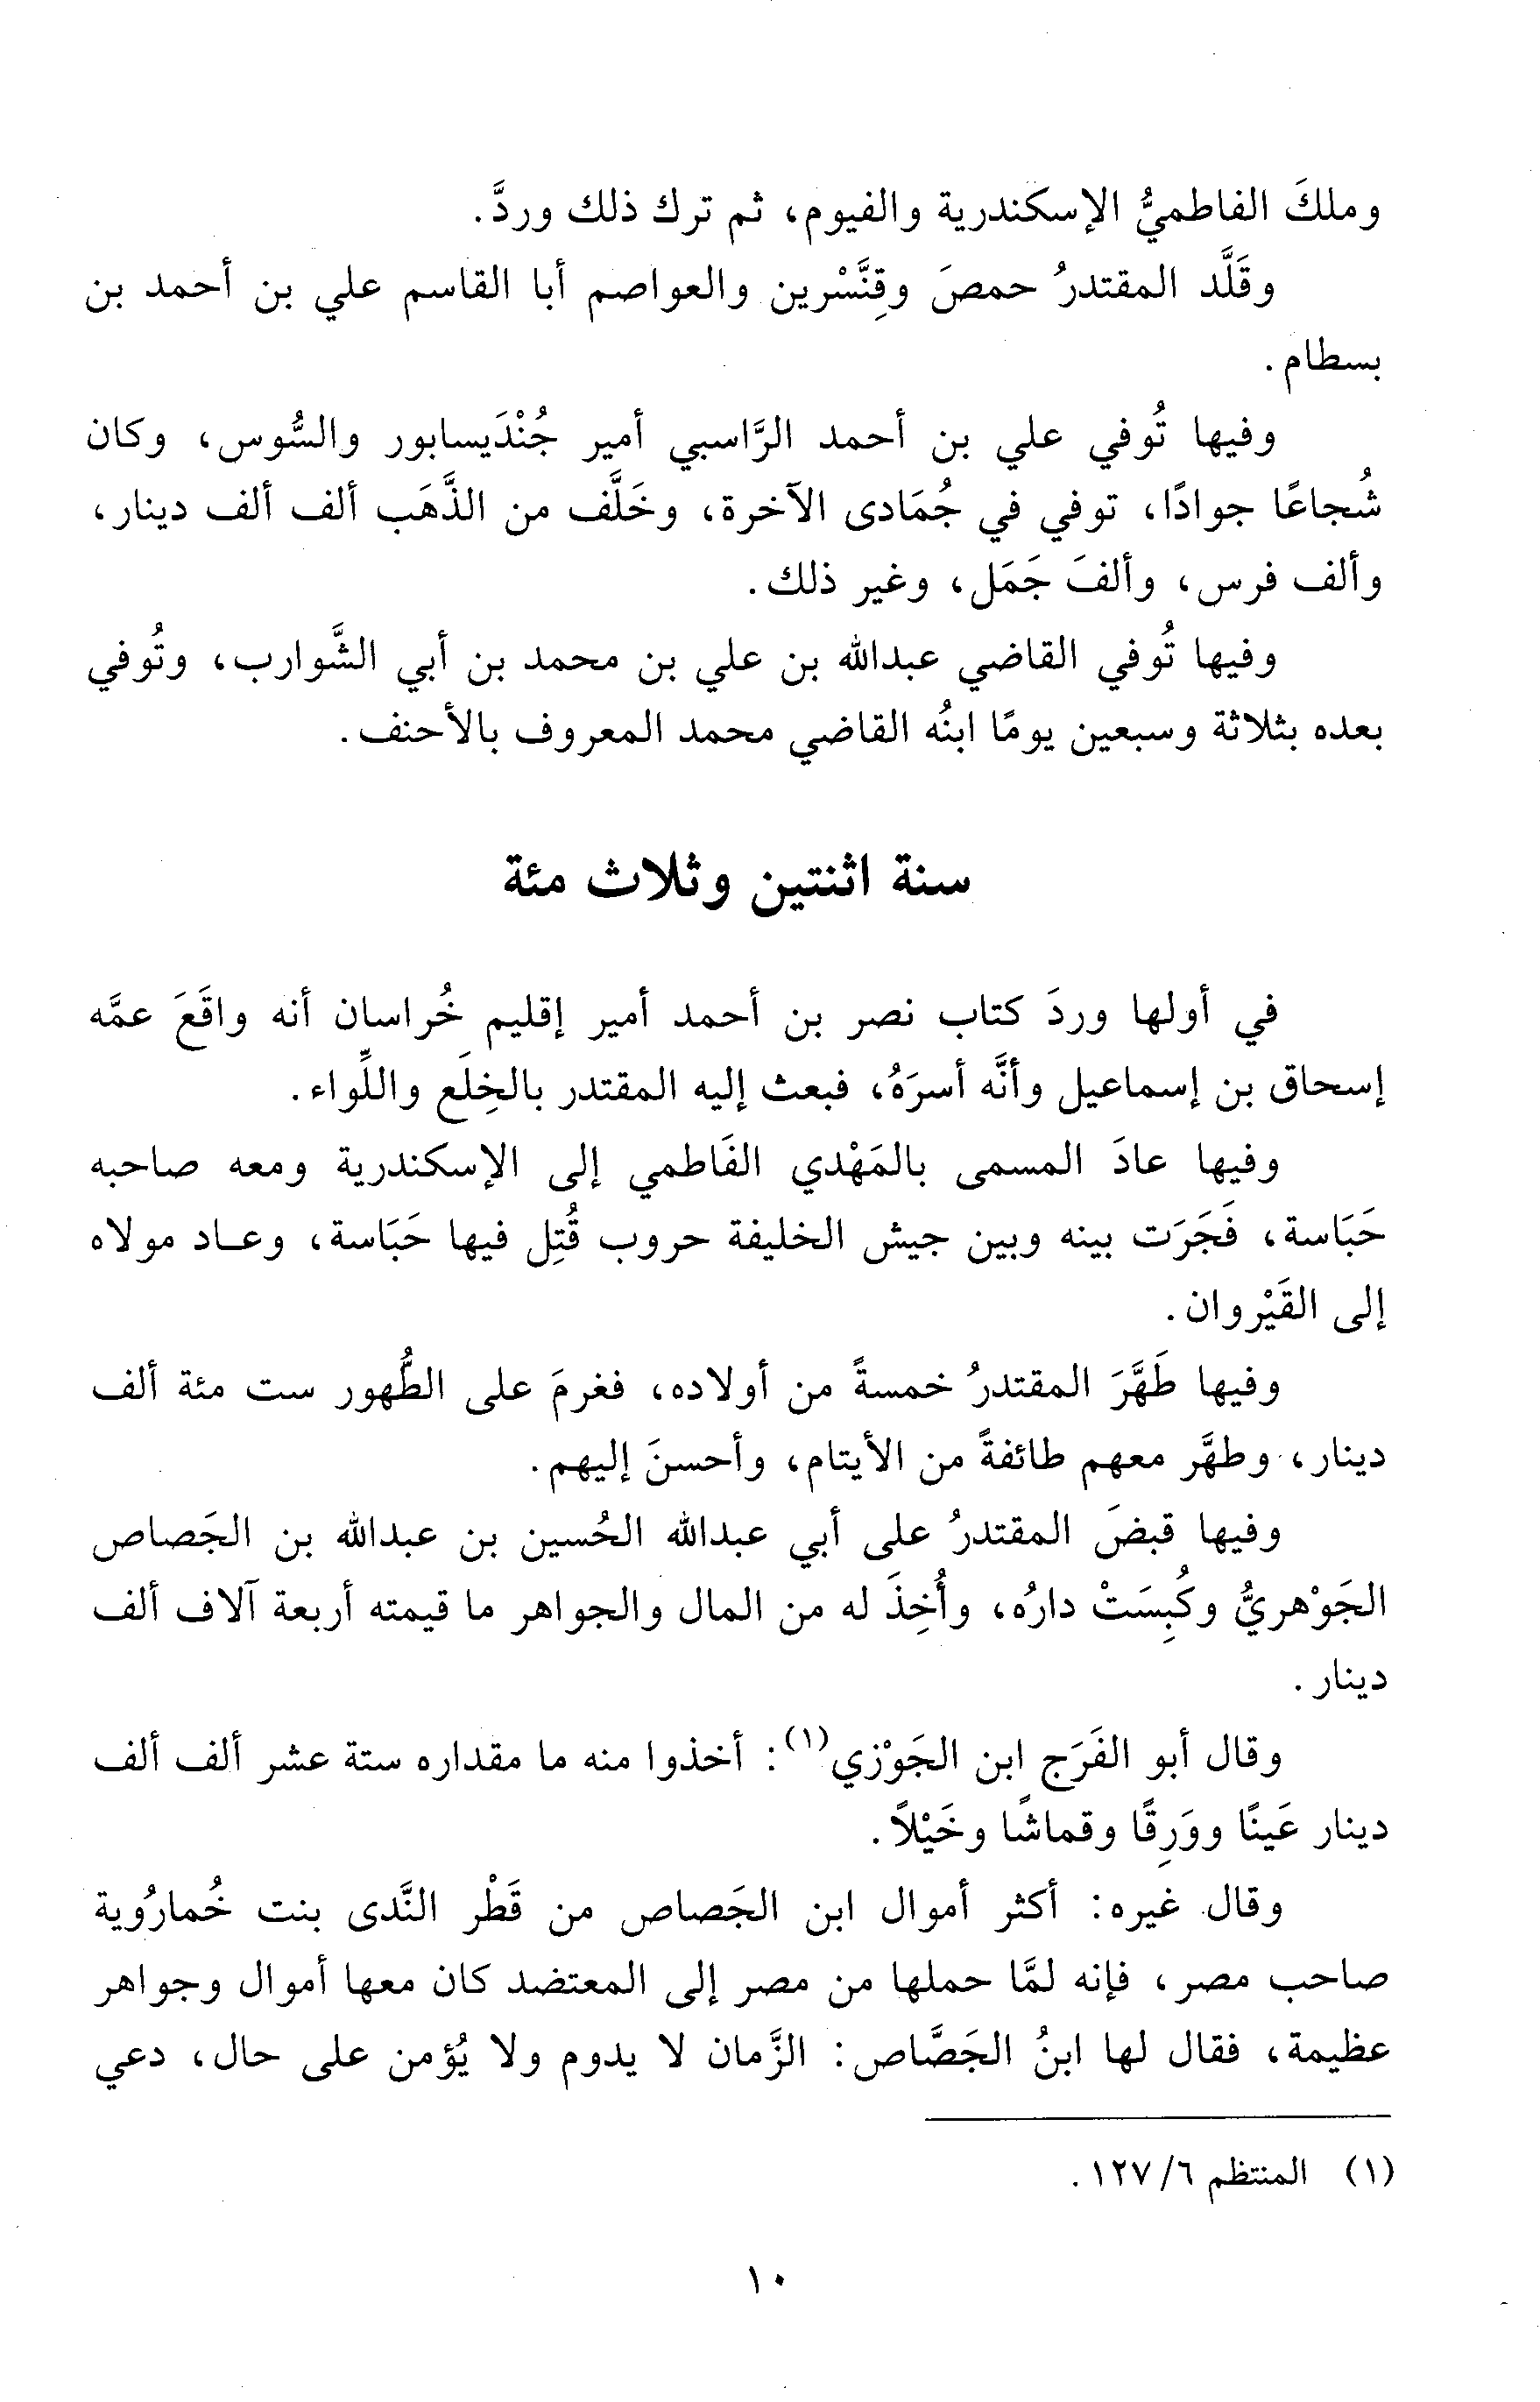 وملكَ الفاطميُّ الإسكندرية والفيوم، ثم ترك ذلك وردَّ.
وقَلَّد المقتدرُ حمصَ وقِنَّسْرين والعواصم أبا القاسم علي بن أحمد بن
بسطام.
وفيها تُوفي علي بن أحمد الرَّاسبي أمير جُنْدَيسابور والسُّوس، وكان
شُجاعًا جوادًا، توفي في جُمَادى الآخرة، وخَلَّف من الذَّهَب ألف ألف دينار،
وألف فرس، وألفَ جَمَل، وغير ذلك.
وفيها تُوفي القاضي عبدالله بن علي بن محمد بن أبي الشَّوارب، وتُوفي
بعده بثلاثة وسبعين يومًا ابنُه القاضي محمد المعروف بالأحنف.
سنة اثنتين وثلاث مئة
في أولها وردَ كتاب نصر بن أحمد أمير إقليم خُراسان أنه واقَعَ عمَّه
إسحاق بن إسماعيل وأنَّه أسرَهُ، فبعث إليه المقتدر بالخِلَع واللِّواء.
وفيها عادَ المسمى بالمَهْدي الفَاطمي إلى الإسكندرية ومعه صاحبه
حَبَاسة، فَجَرَت بينه وبين جيش الخليفة حروب قُتِل فيها حَبَاسة، وعاد مولاه
إلى القَيْروان.
وفيها طَهَّرَ المقتدرُ خمسةً من أولاده، فغرمَ على الطُّهور ست مئة ألف
دينار، وطهَّر معهم طائفةً من الأيتام، وأحسنَ إليهم.
وفيها قبضَ المقتدرُ على أبي عبدالله الحُسين بن عبدالله بن الجَصاص
الجَوْهريُّ وكُبِسَتْ دارُه، وأُخِذَ له من المال والجواهر ما قيمته أربعة آلاف ألف
دينار.
وقال أبو الفَرَج ابن الجَوْزي(١): أخذوا منه ما مقداره ستة عشر ألف ألف
دينار عَينًا ووَرِقًا وقماشًا وخَيْلاً.
وقال غيره: أكثر أموال ابن الجَصاص من قَطْر النَّدى بنت خُمارُوية
صاحب مصر، فإنه لمَّا حملها من مصر إلى المعتضد كان معها أموال وجواهر
عظيمة، فقال لها ابنُ الجَصَّاص: الزَّمان لا يدوم ولا يُؤمن على حال، دعي
(١) المنتظم ٦/ ١٢٧.
١٠